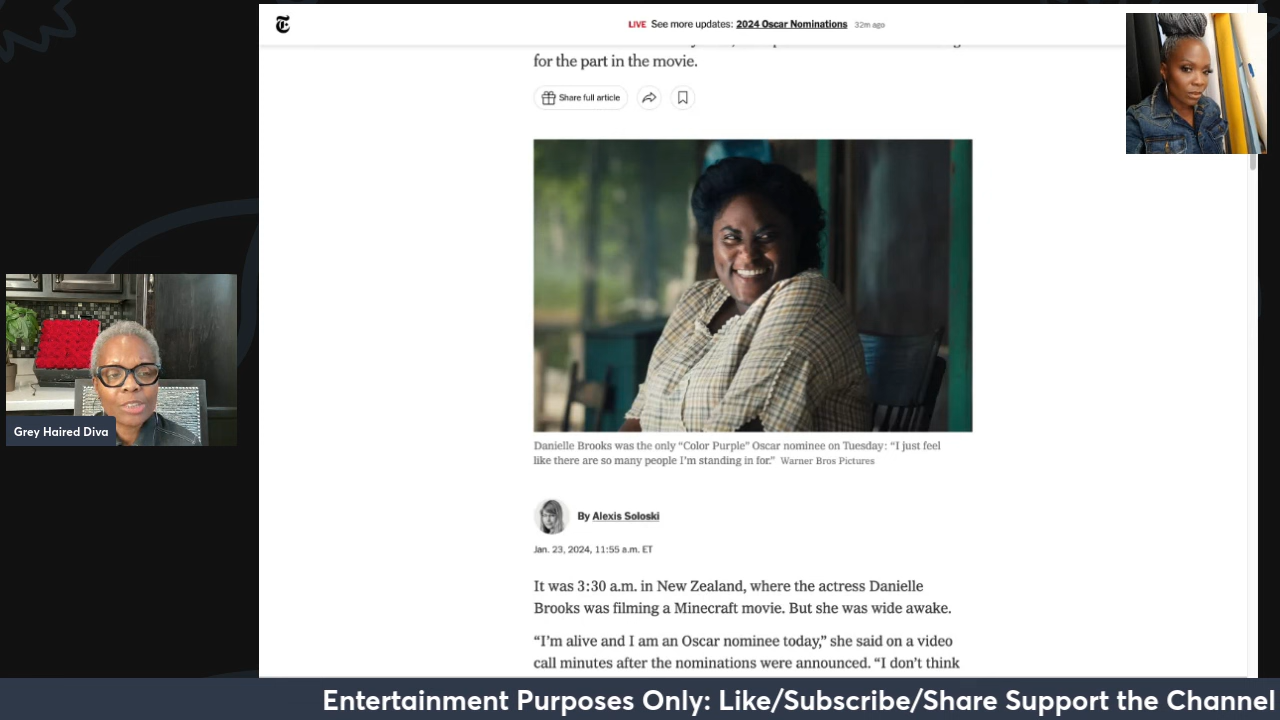 LIVE See more updates: 2024 Oscar Nominations 32m ago
for the part in the movie.
Share full article
Danielle Brooks was the only “Color Purple” Oscar nominee on Tuesday: “I just feel
like there are so many people I’m standing in for.” Warner Bros Pictures
By Alexis Soloski
Jan. 23, 2024, 11:55 a.m. ET
It was 3:30 a.m. in New Zealand, where the actress Danielle
Brooks was filming a Minecraft movie. But she was wide awake.
“I’m alive and I am an Oscar nominee today,” she said on a video
call minutes after the nominations were announced. “I don’t think
Grey Haired Diva
Entertainment Purposes Only: Like/Subscribe/Share Support the Channel